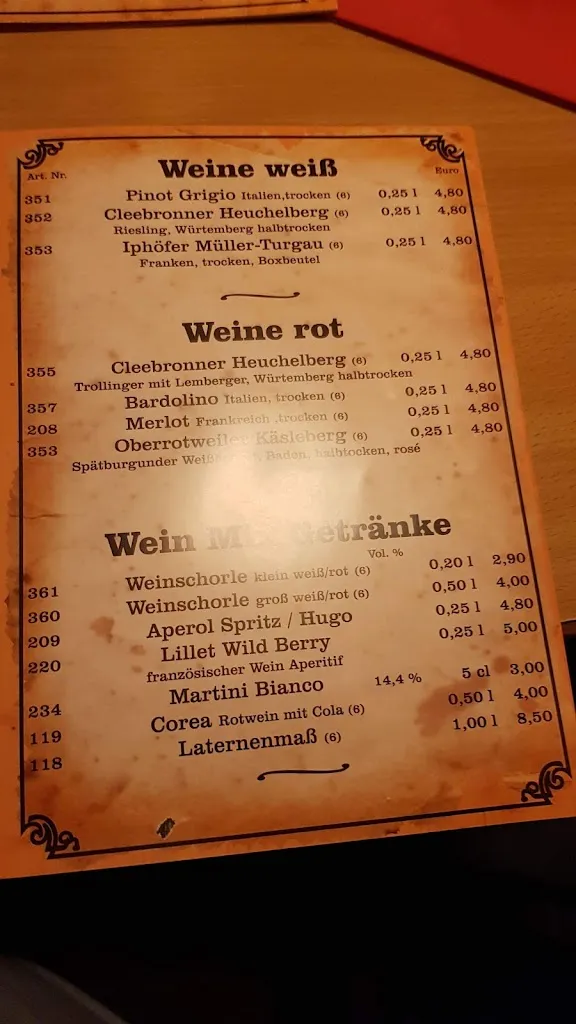 Weine weiß
Art. Nr. Euro
351 Pinot Grigio Italien,trocken (6) 0,25 l 4,80
352 Cleebronner Heuchelberg (6) 0,25 l 4,80
Riesling, Würtemberg halbtrocken
353 Iphöfer Müller-Turgau (6) 0,25 l 4,80
Franken, trocken, Boxbeutel
Weine rot
355 Cleebronner Heuchelberg (6) 0,25 l 4,80
Trollinger mit Lemberger, Würtemberg halbtrocken
357 Bardolino Italien, trocken (6) 0,25 l 4,80
208 Merlot Frankreich ,trocken (6) 0,25 l 4,80
353 Oberrotweiler Käsleberg (6) 0,25 l 4,80
Spätburgunder Baden, halbtocken, rosé
Wein Getränke
Vol. %
361 Weinschorle klein weiß/rot (6) 0,20 l 2,90
360 Weinschorle groß weiß/rot (6) 0,50 l 4,00
209 Aperol Spritz / Hugo 0,25 l 4,80
220 Lillet Wild Berry 0,25 l 5,00
französischer Wein Aperitif
234 Martini Bianco 14,4 % 5 cl 3,00
119 Corea Rotwein mit Cola (6) 0,50 l 4,00
118 Laternenmaß (6) 1,00 l 8,50